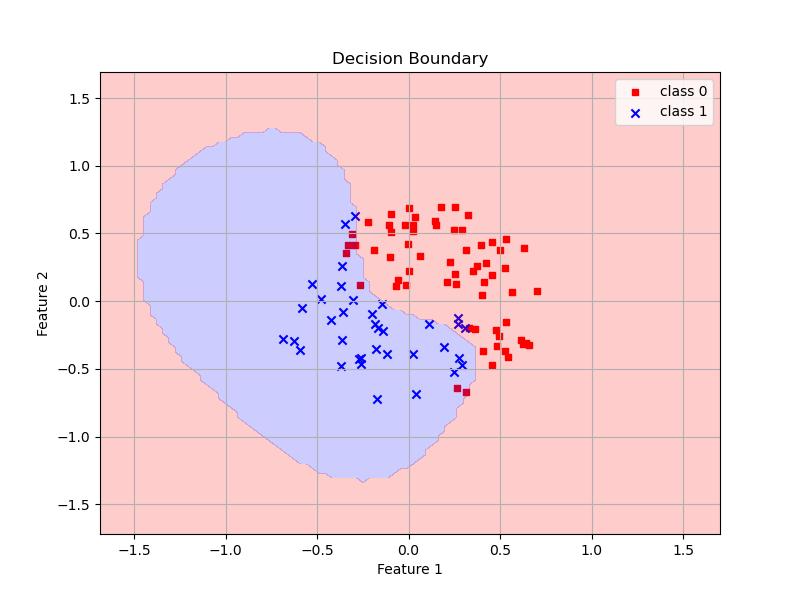 Decision Boundary
class 0
class 1
1.5
1.0
0.5
0.0
−0.5
−1.0
−1.5
Feature 2
−1.5 −1.0 −0.5 0.0 0.5 1.0 1.5
Feature 1